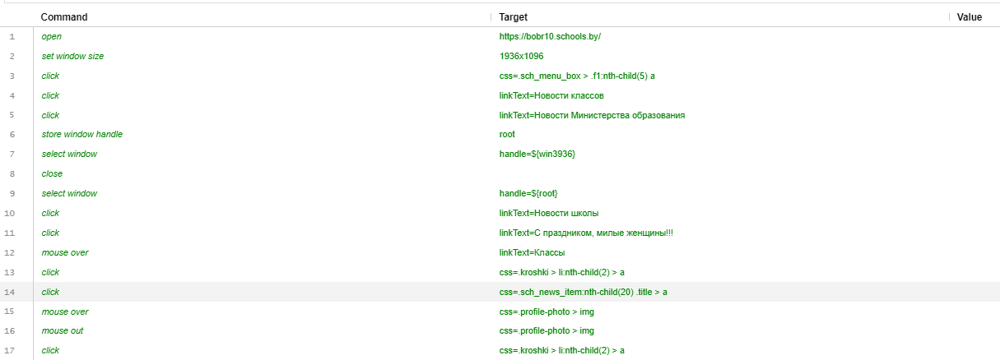 Command Target Value
1 open https://bobr10.schools.by/
2 set window size 1936x1096
3 click css=.sch_menu_box > .f1:nth-child(5) a
4 click linkText=Новости классов
5 click linkText=Новости Министерства образования
6 store window handle root
7 select window handle=${win3936}
8 close
9 select window handle=${root}
10 click linkText=Новости школы
11 click linkText=С праздником, милые женщины!!!
12 mouse over linkText=Классы
13 click css=.kroshki > li:nth-child(2) > a
14 click css=.sch_news_item:nth-child(20) .title > a
15 mouse over css=.profile-photo > img
16 mouse out css=.profile-photo > img
17 click css=.kroshki > li:nth-child(2) > a